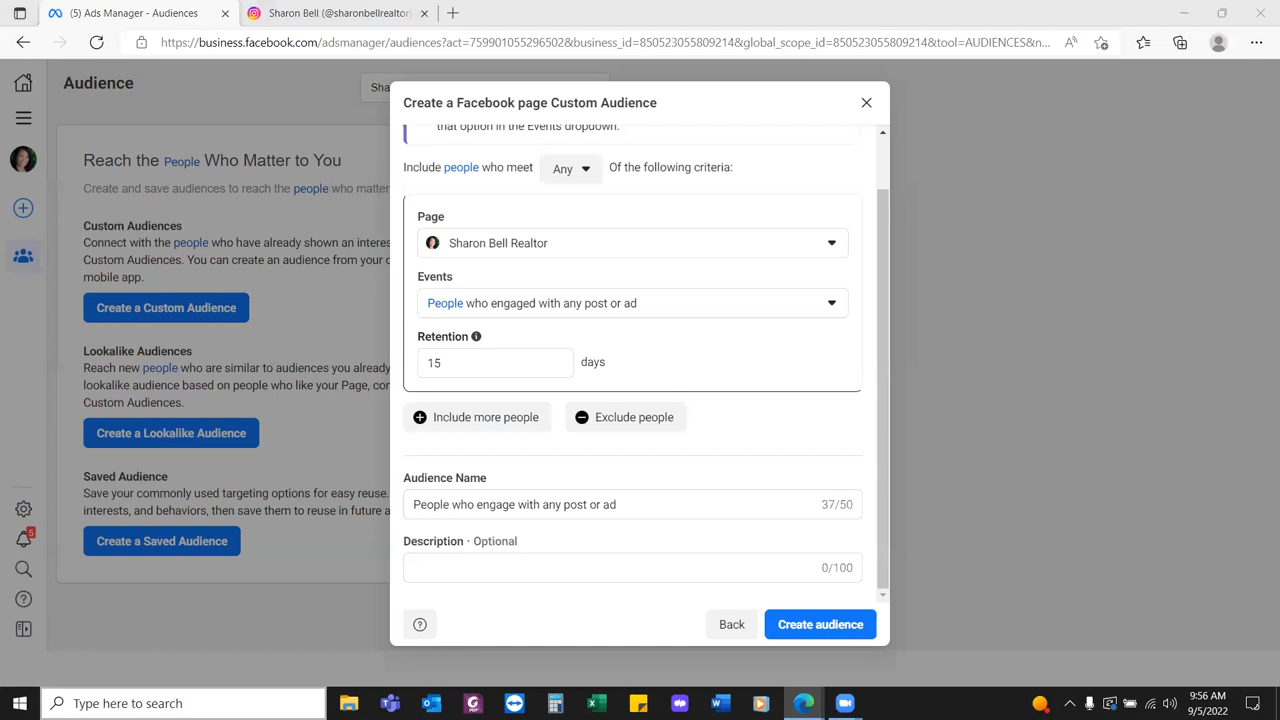 (5) Ads Manager - Audiences
Sharon Bell (@sharonbellrealtor)
https://business.facebook.com/adsmanager/audiences?act=759901055296502&business_id=850523055809214&global_scope_id=850523055809214&tool=AUDIENCES&n...
Audience
Sha
Reach the People Who Matter to You
Create and save audiences to reach the people who matter
Custom Audiences
Connect with the people who have already shown an interes
Custom Audiences. You can create an audience from your c
mobile app.
Create a Custom Audience
Lookalike Audiences
Reach new people who are similar to audiences you already
lookalike audience based on people who like your Page, con
Custom Audiences.
Create a Lookalike Audience
Saved Audience
Save your commonly used targeting options for easy reuse.
interests, and behaviors, then save them to reuse in future a
Create a Saved Audience
5
Create a Facebook page Custom Audience
that option in the Events dropdown.
Include people who meet Any Of the following criteria:
Page
Sharon Bell Realtor
Events
People who engaged with any post or ad
Retention
15 days
Include more people Exclude people
Audience Name
People who engage with any post or ad 37/50
Description · Optional
0/100
Back Create audience
Type here to search
9:56 AM
9/5/2022